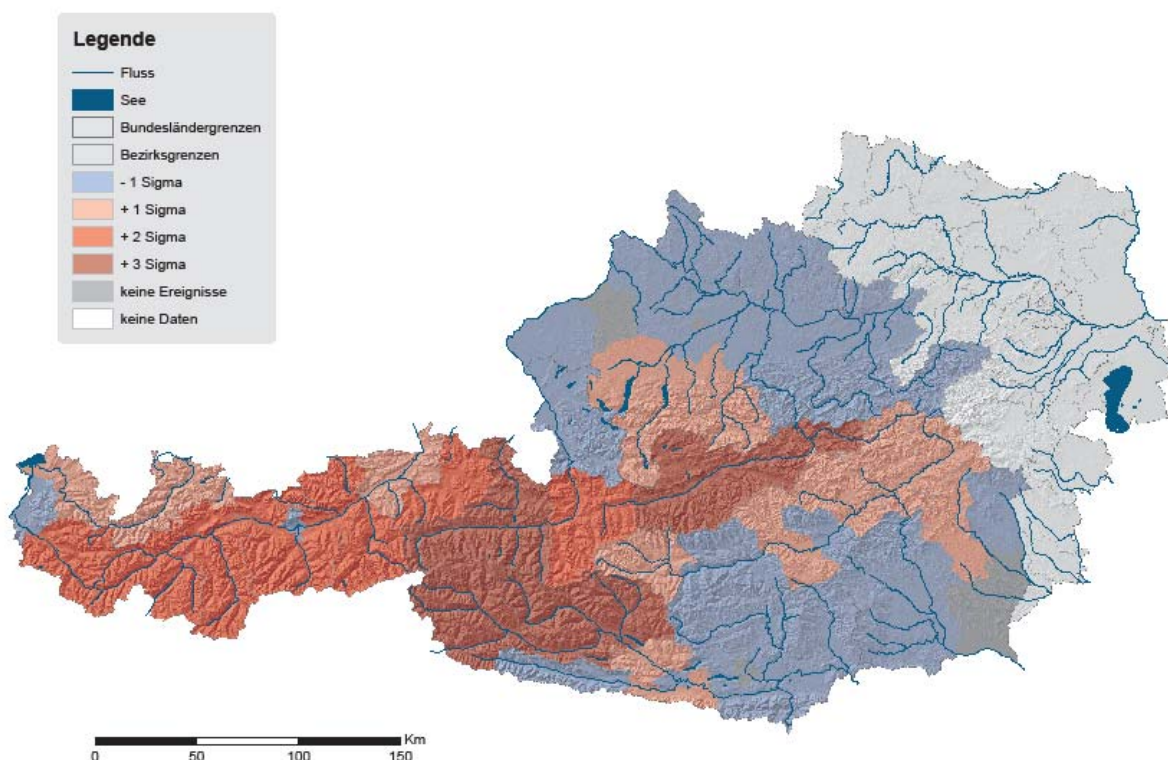 Legende
Fluss
See
Bundesländergrenzen
Bezirksgrenzen
- 1 Sigma
+ 1 Sigma
+ 2 Sigma
+ 3 Sigma
keine Ereignisse
keine Daten
Km
0 50 100 150